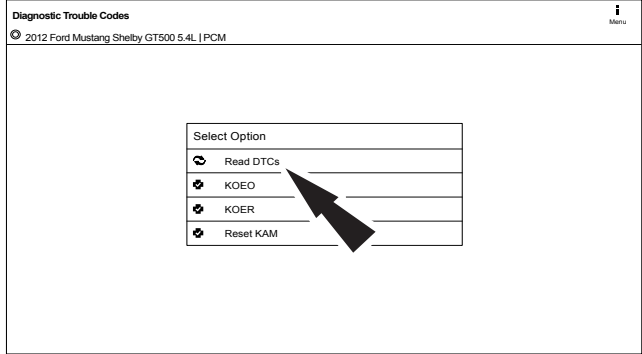 Diagnostic Trouble Codes
Menu
2012 Ford Mustang Shelby GT500 5.4L | PCM
Select Option
Read DTCs
KOEO
KOER
Reset KAM